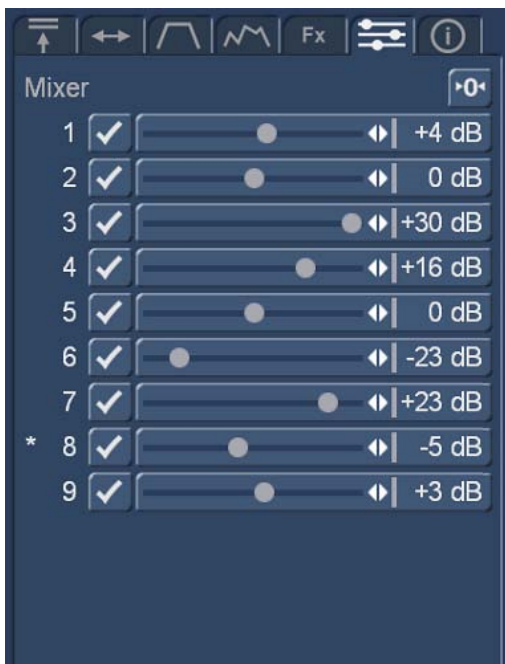 Fx i
Mixer ▸0◂
1 +4 dB
2 0 dB
3 +30 dB
4 +16 dB
5 0 dB
6 -23 dB
7 +23 dB
* 8 -5 dB
9 +3 dB